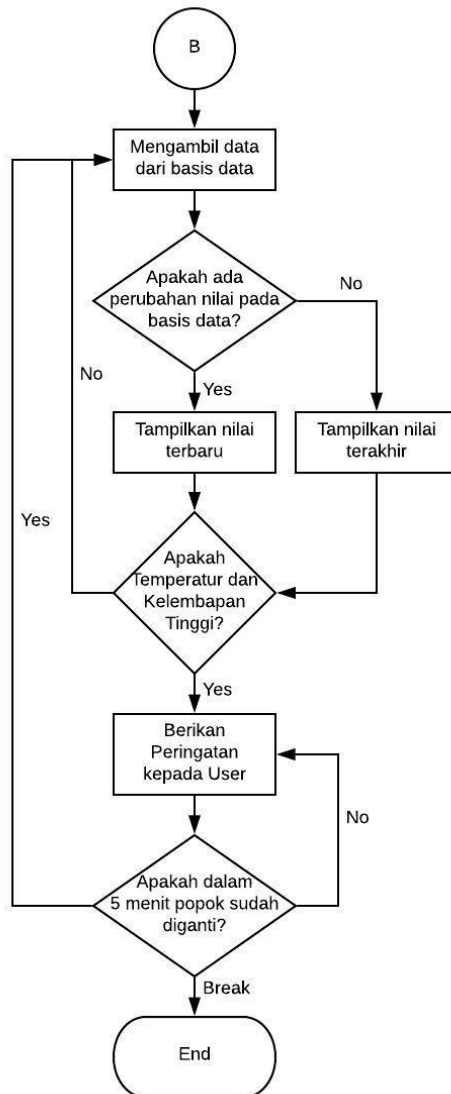 B
Mengambil data
dari basis data
Apakah ada
perubahan nilai pada
basis data?
No
No
Yes
Tampilkan nilai
terbaru
Tampilkan nilai
terakhir
Yes
Apakah
Temperatur dan
Kelembapan
Tinggi?
Yes
Berikan
Peringatan
kepada User
No
Apakah dalam
5 menit popok sudah
diganti?
Break
End